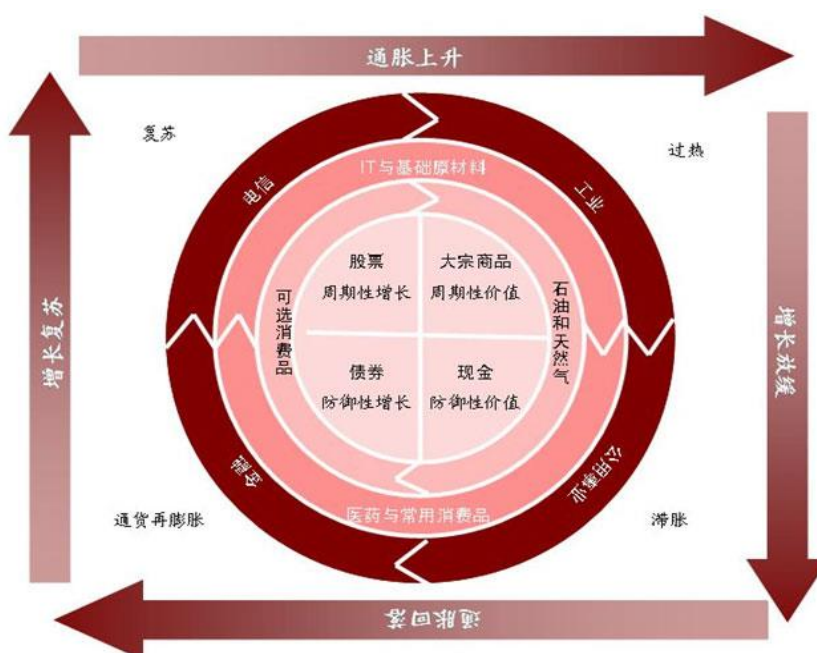 通胀上升
复苏
过热
电信
IT与基础原材料
工业
股票
周期性增长
大宗商品
周期性价值
可选消费品
石油和天然气
增长复苏
增长放缓
债券
防御性增长
现金
防御性价值
金融
公用事业
医药与常用消费品
通货再膨胀
滞胀
通胀回落